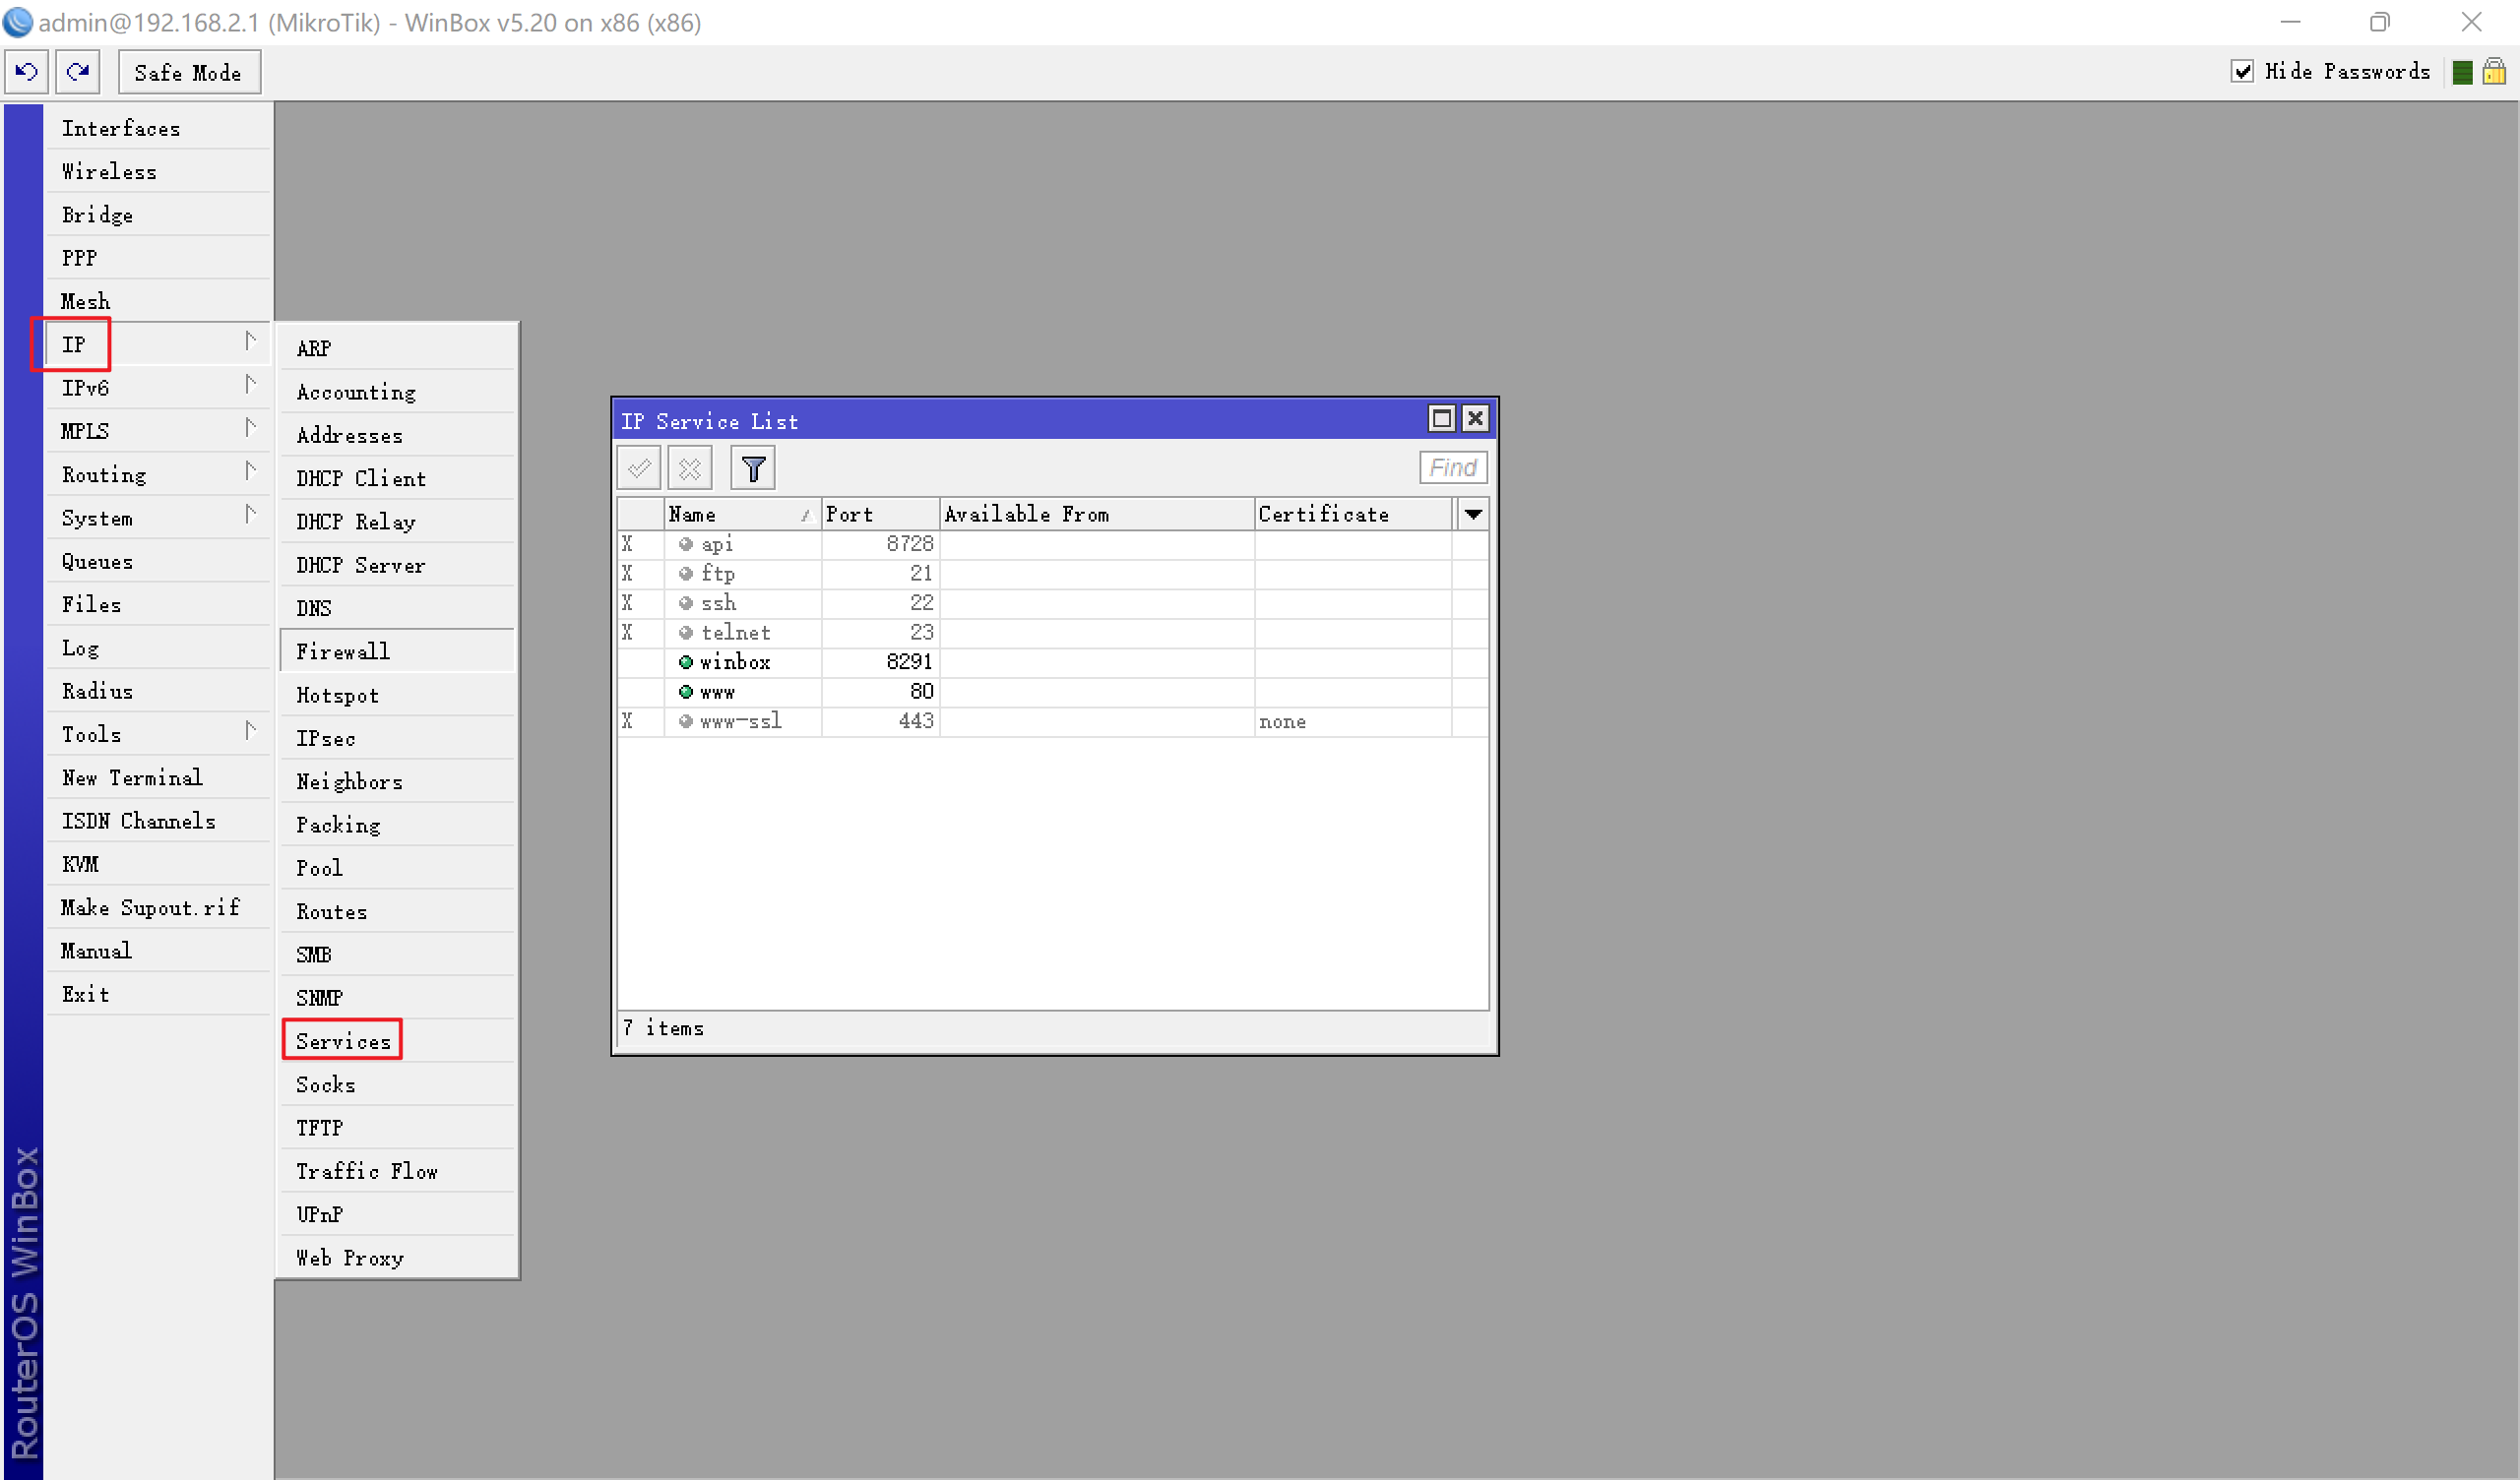 admin@192.168.2.1 (MikroTik) - WinBox v5.20 on x86 (x86)
Safe Mode
Hide Passwords
Interfaces
Wireless
Bridge
PPP
Mesh
IP
IPv6
MPLS
Routing
System
Queues
Files
Log
Radius
Tools
New Terminal
ISDN Channels
KVM
Make Supout.rif
Manual
Exit
RouterOS WinBox
ARP
Accounting
Addresses
DHCP Client
DHCP Relay
DHCP Server
DNS
Firewall
Hotspot
IPsec
Neighbors
Packing
Pool
Routes
SMB
SNMP
Services
Socks
TFTP
Traffic Flow
UPnP
Web Proxy
IP Service List
Find
Name Port Available From Certificate
X api 8728
X ftp 21
X ssh 22
X telnet 23
winbox 8291
www 80
X www-ssl 443 none
7 items